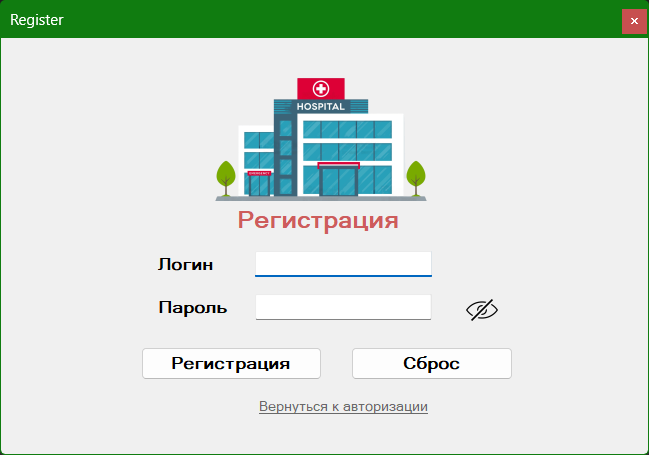 Register
HOSPITAL
Регистрация
Логин
Пароль
Регистрация Сброс
Вернуться к авторизации